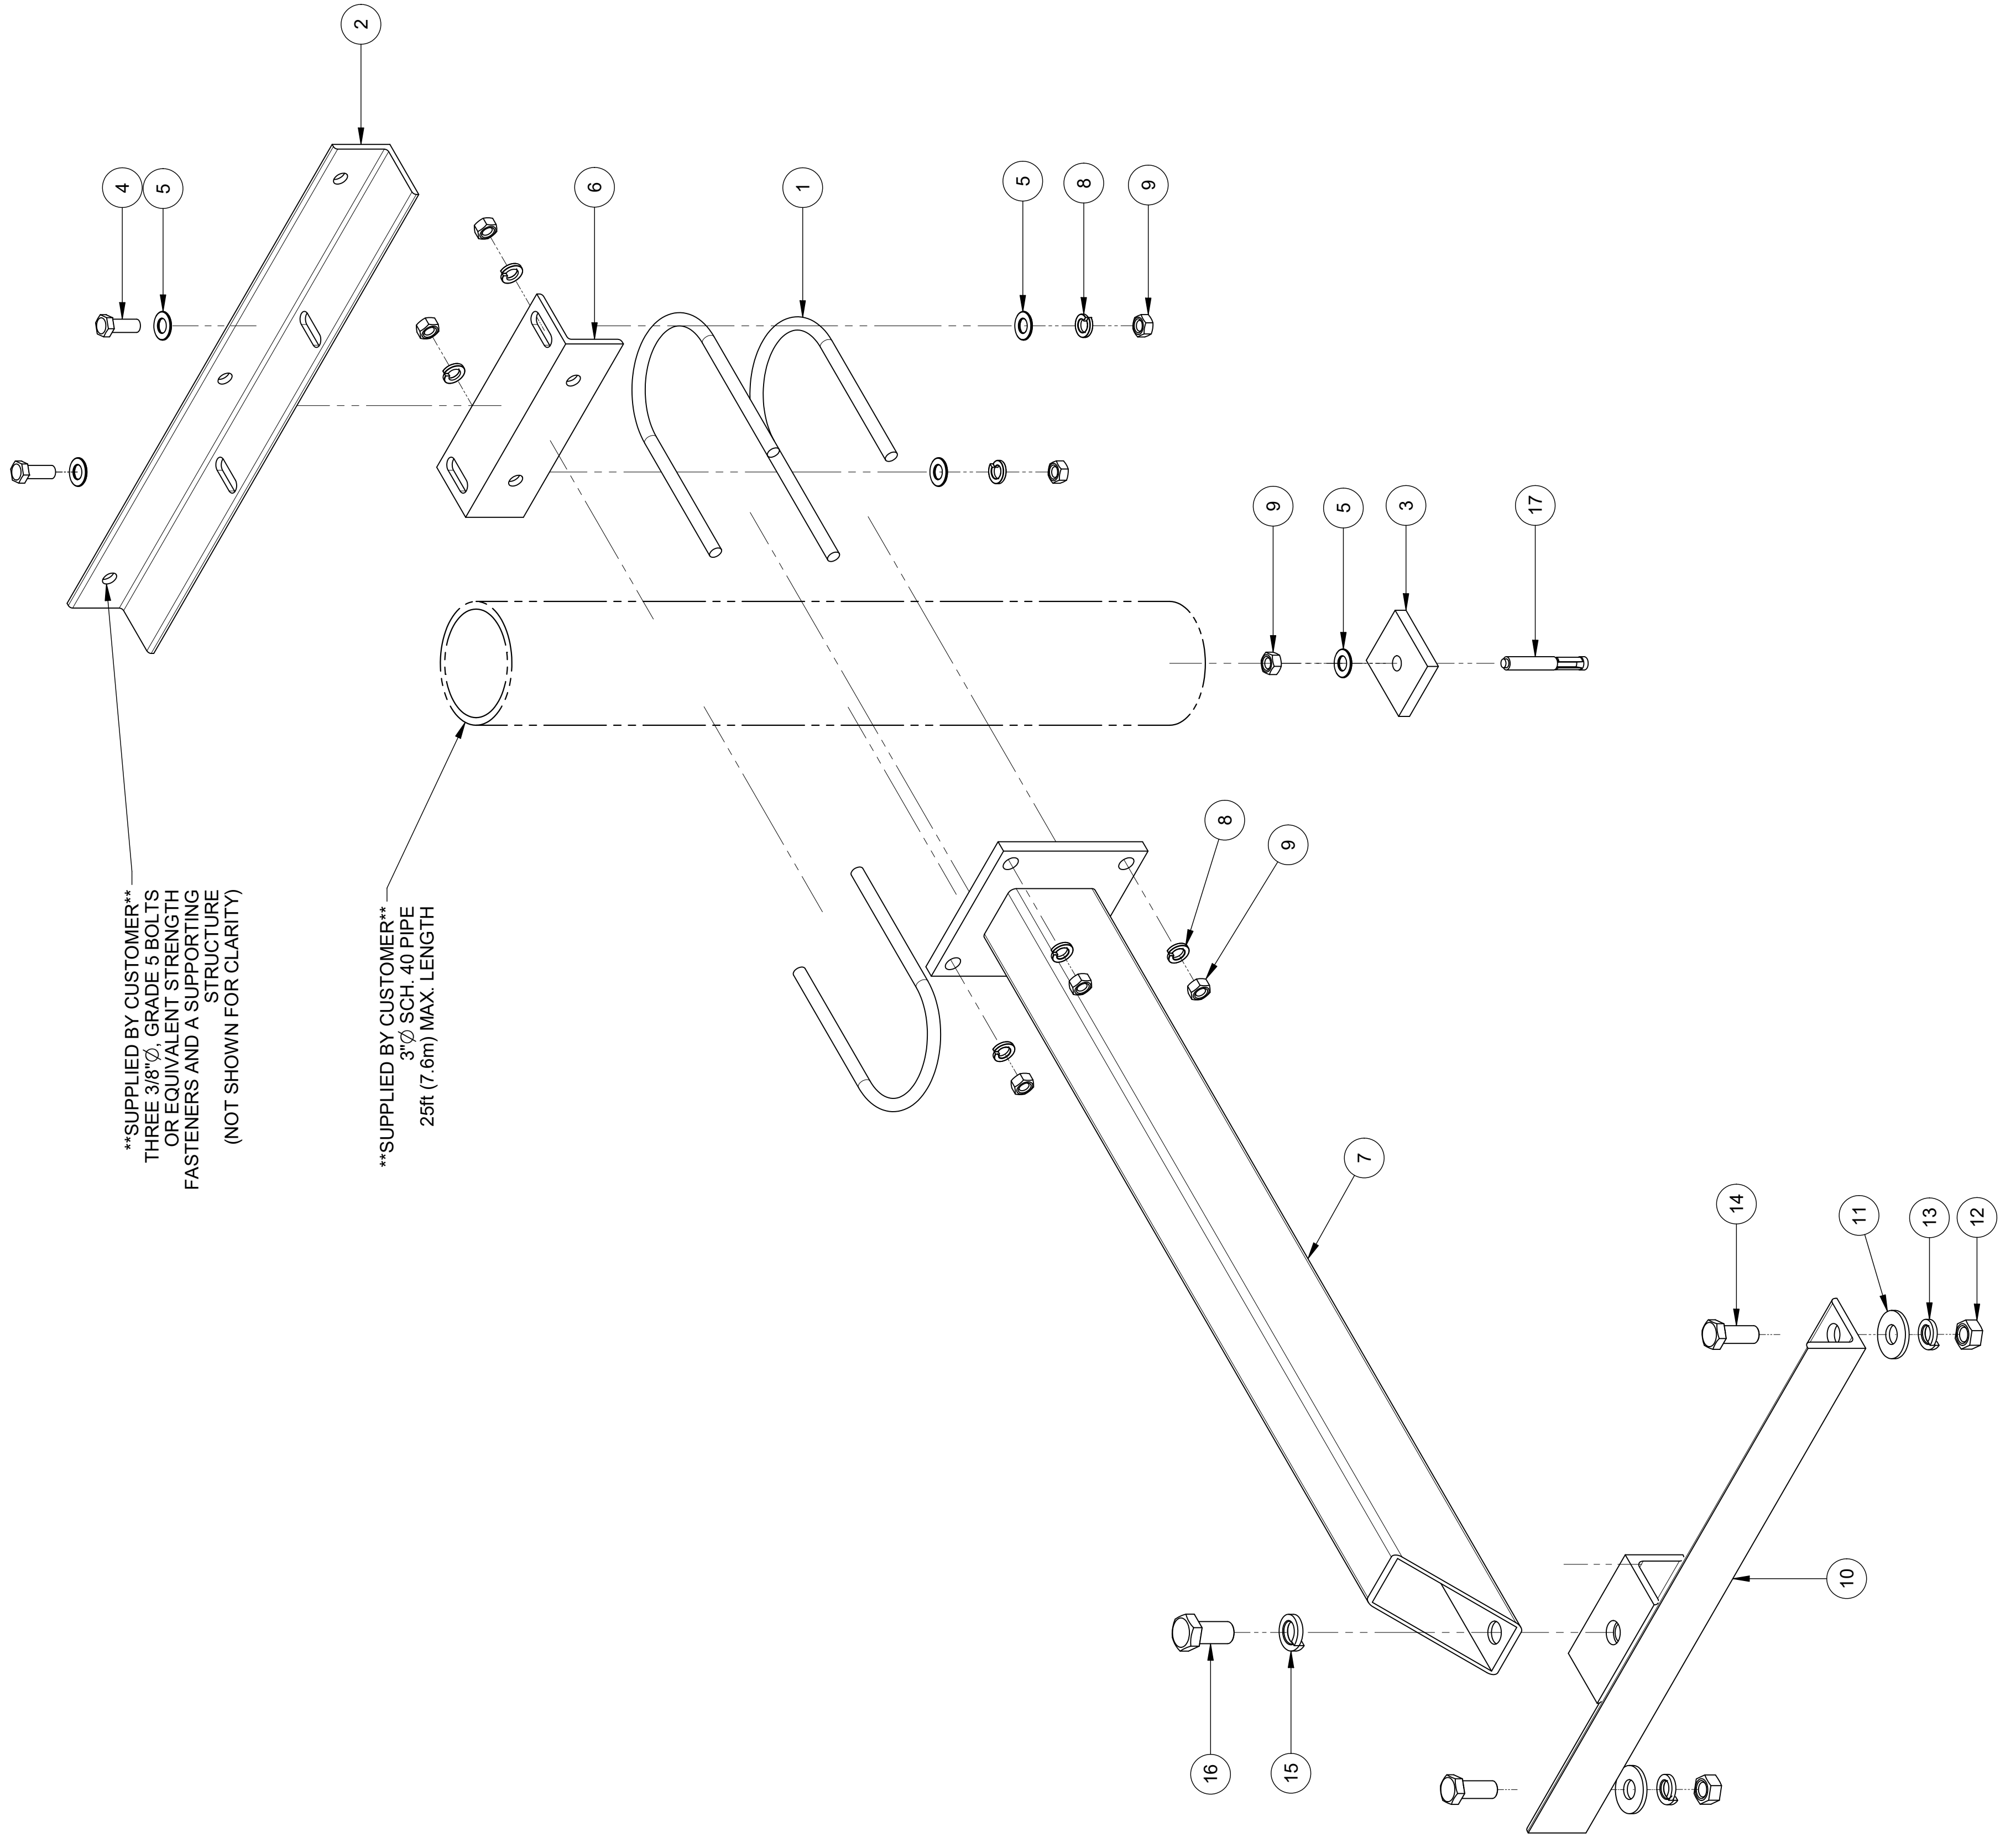 2
4
5
6
1
5
8
9
9
5
3
17
**SUPPLIED BY CUSTOMER**
THREE 3/8"∅, GRADE 5 BOLTS
OR EQUIVALENT STRENGTH
FASTENERS AND A SUPPORTING
STRUCTURE
(NOT SHOWN FOR CLARITY)
**SUPPLIED BY CUSTOMER**
3"∅ SCH. 40 PIPE
25ft (7.6m) MAX. LENGTH
8
9
7
14
11
13
12
10
16
15